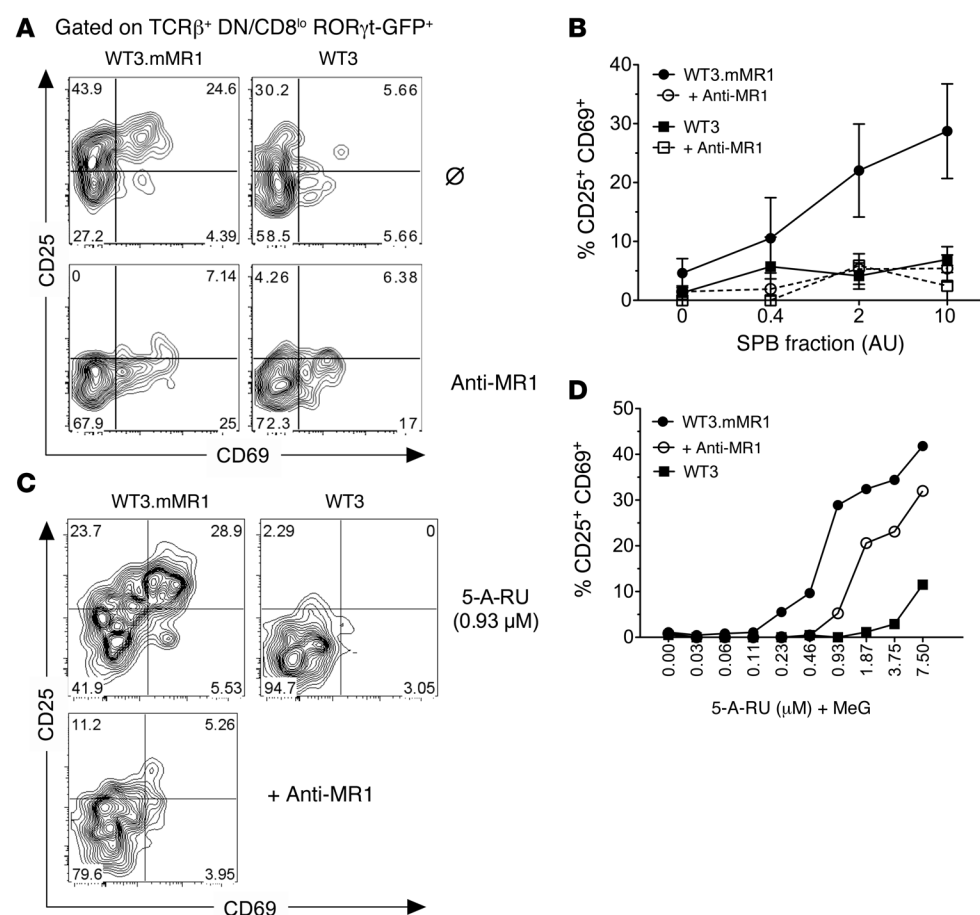 A Gated on TCRβ⁺ DN/CD8ˡᵒ RORγt-GFP⁺
WT3.mMR1 WT3
43.9 24.6 30.2 5.66
27.2 4.39 58.5 5.66
Ø
0 7.14 4.26 6.38
67.9 25 72.3 17
Anti-MR1
CD25
CD69
B
% CD25⁺ CD69⁺
40
30
20
10
0
WT3.mMR1
+ Anti-MR1
WT3
+ Anti-MR1
0 0.4 2 10
SPB fraction (AU)
C
WT3.mMR1 WT3
23.7 28.9 2.29 0
41.9 5.53 94.7 3.05
5-A-RU
(0.93 μM)
11.2 5.26
79.6 3.95
+ Anti-MR1
CD25
CD69
D
% CD25⁺ CD69⁺
50
40
30
20
10
0
WT3.mMR1
+ Anti-MR1
WT3
0.00 0.03 0.06 0.11 0.23 0.46 0.93 1.87 3.75 7.50
5-A-RU (μM) + MeG